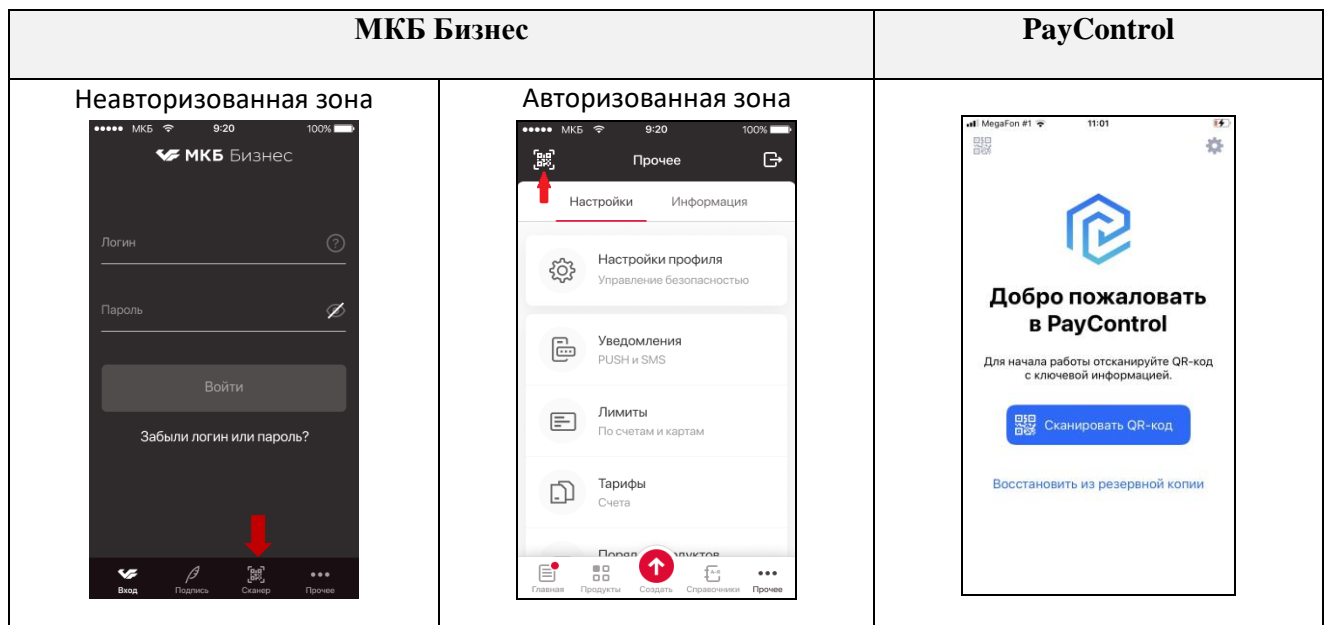 МКБ Бизнес
PayControl
Неавторизованная зона
МКБ 9:20 100%
МКБ Бизнес
Логин
Пароль
Войти
Забыли логин или пароль?
Вход Подпись Сканер Прочее
Авторизованная зона
МКБ 9:20 100%
Прочее
Настройки Информация
Настройки профиля
Управление безопасностью
Уведомления
PUSH и SMS
Лимиты
По счетам и картам
Тарифы
Счета
Главная Продукты Создать Справочники Прочее
MegaFon #1 11:01
Добро пожаловать
в PayControl
Для начала работы отсканируйте QR-код
с ключевой информацией.
Сканировать QR-код
Восстановить из резервной копии